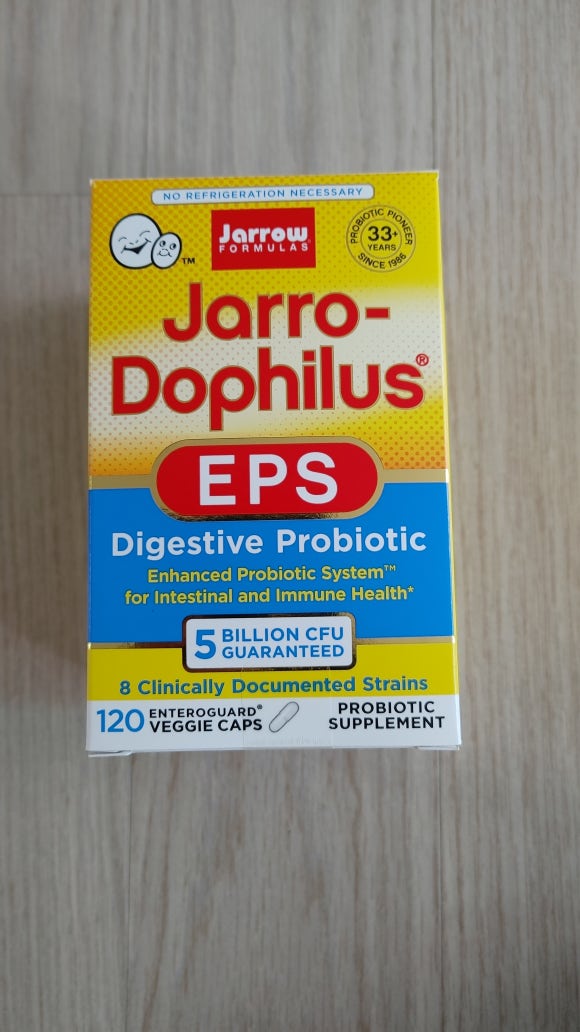 NO REFRIGERATION NECESSARY
TM
Jarrow
FORMULAS
PROBIOTIC PIONEER
33+
YEARS
SINCE 1986
Jarro-
Dophilus®
EPS
Digestive Probiotic
Enhanced Probiotic System™
for Intestinal and Immune Health*
5 BILLION CFU
GUARANTEED
8 Clinically Documented Strains
120 ENTEROGUARD®
VEGGIE CAPS
PROBIOTIC
SUPPLEMENT